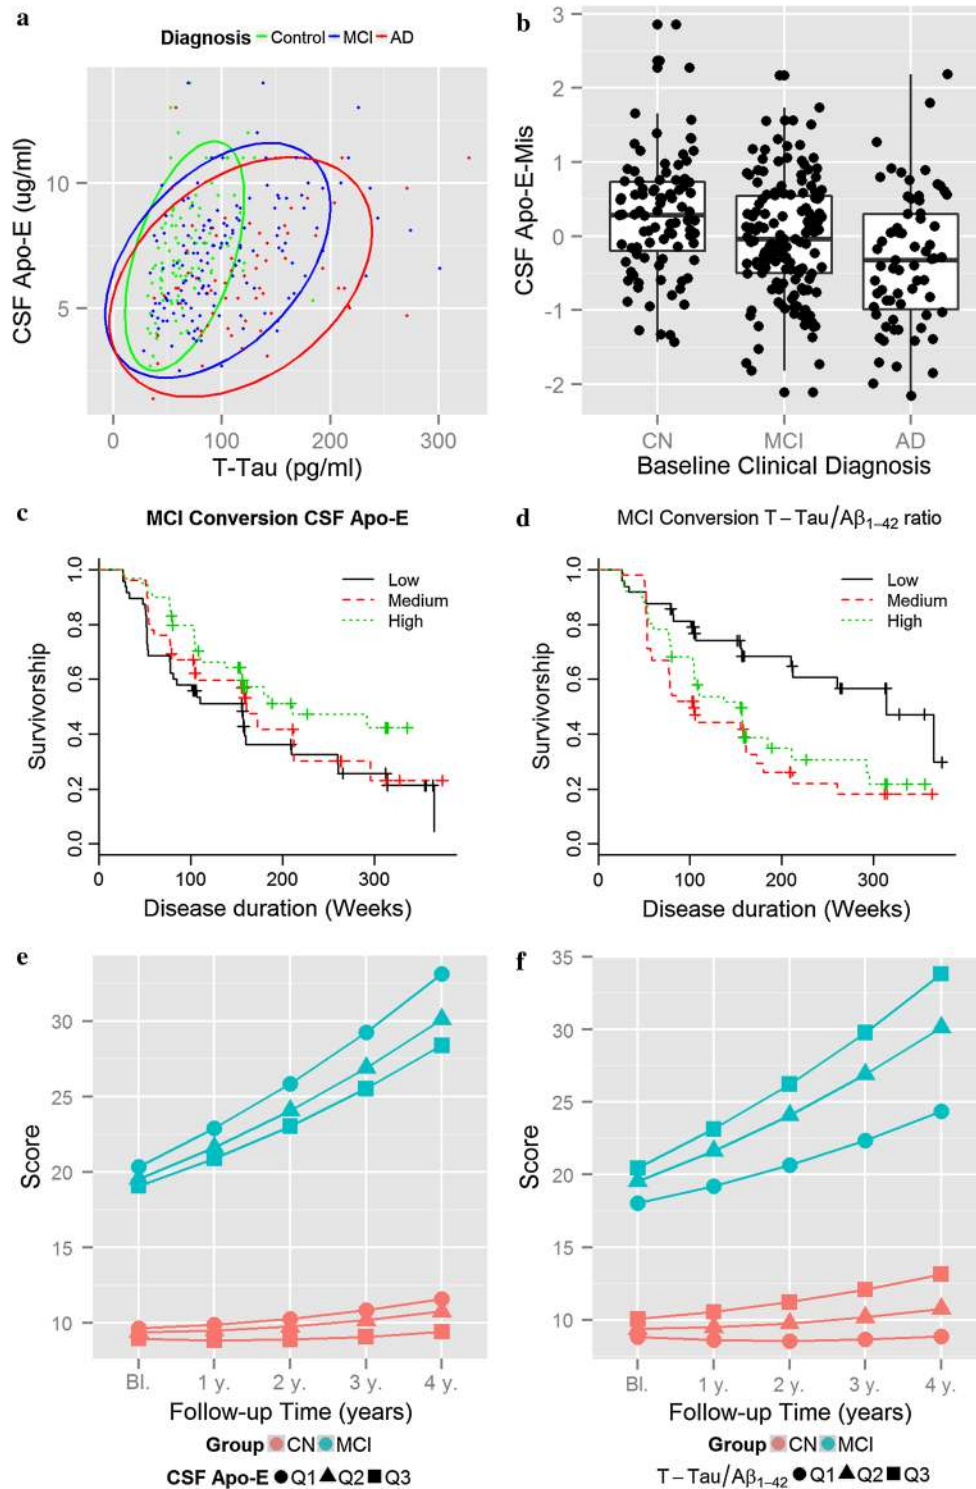 a
Diagnosis Control MCI AD
CSF Apo-E (ug/ml)
10
5
0 100 200 300
T-Tau (pg/ml)
b
CSF Apo-E-Mis
3
2
1
0
-1
-2
CN MCI AD
Baseline Clinical Diagnosis
c
MCI Conversion CSF Apo-E
Survivorship
1.0
0.8
0.6
0.4
0.2
0.0
Low
Medium
High
0 100 200 300
Disease duration (Weeks)
d
MCI Conversion T – Tau/Aβ1–42 ratio
Survivorship
1.0
0.8
0.6
0.4
0.2
0.0
Low
Medium
High
0 100 200 300
Disease duration (Weeks)
e
Score
30
25
20
15
10
Bl. 1 y. 2 y. 3 y. 4 y.
Follow-up Time (years)
Group CN MCI
CSF Apo-E Q1 Q2 Q3
f
Score
35
30
25
20
15
10
Bl. 1 y. 2 y. 3 y. 4 y.
Follow-up Time (years)
Group CN MCI
T – Tau/Aβ1–42 Q1 Q2 Q3